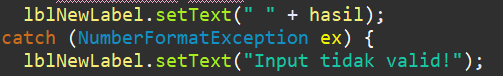 lblNewLabel.setText(" " + hasil);
catch (NumberFormatException ex) {
lblNewLabel.setText("Input tidak valid!");